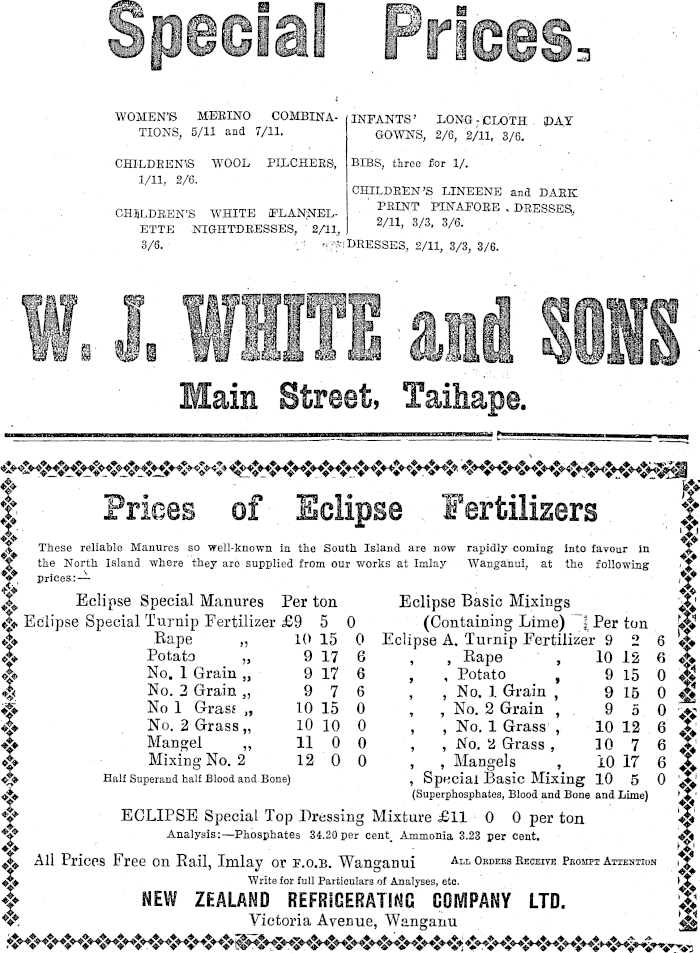 Special Prices.
WOMEN'S MERINO COMBINA-
TIONS, 5/11 and 7/11.
CHILDREN'S WOOL PILCHERS,
1/11, 2/6.
CHILDREN'S WHITE FLANNEL-
ETTE NIGHTDRESSES, 2/11,
3/6.
INFANTS' LONG-CLOTH DAY
GOWNS, 2/6, 2/11, 3/6.
BIBS, three for 1/.
CHILDREN'S LINEENE and DARK
PRINT PINAFORE DRESSES,
2/11, 3/3, 3/6.
DRESSES, 2/11, 3/3, 3/6.
W. J. WHITE and SONS
Main Street, Taihape.
Prices of Eclipse Fertilizers
These reliable Manures so well-known in the South Island are now rapidly coming into favour in
the North Island where they are supplied from our works at Imlay Wanganui, at the following
prices:—
Eclipse Special Manures Per ton
Eclipse Special Turnip Fertilizer £9 5 0
Rape ,, 10 15 0
Potato ,, 9 17 6
No. 1 Grain ,, 9 17 6
No. 2 Grain ,, 9 7 6
No 1 Grass ,, 10 15 0
No. 2 Grass ,, 10 10 0
Mangel ,, 11 0 0
Mixing No. 2 12 0 0
Half Super and half Blood and Bone)
Eclipse Basic Mixings
(Containing Lime) Per ton
Eclipse A. Turnip Fertilizer 9 2 6
, , Rape , 10 12 6
, , Potato , 9 15 0
, , No. 1 Grain , 9 15 0
, , No. 2 Grain , 9 5 0
, , No. 1 Grass , 10 12 6
, , No. 2 Grass , 10 7 6
, , Mangels , 10 17 6
, Special Basic Mixing 10 5 0
(Superphosphates, Blood and Bone and Lime)
ECLIPSE Special Top Dressing Mixture £11 0 0 per ton
Analysis:—Phosphates 34.20 per cent. Ammonia 3.23 per cent.
All Prices Free on Rail, Imlay or F.O.B. Wanganui ALL ORDERS RECEIVE PROMPT ATTENTION
Write for full Particulars of Analyses, etc.
NEW ZEALAND REFRIGERATING COMPANY LTD.
Victoria Avenue, Wanganu